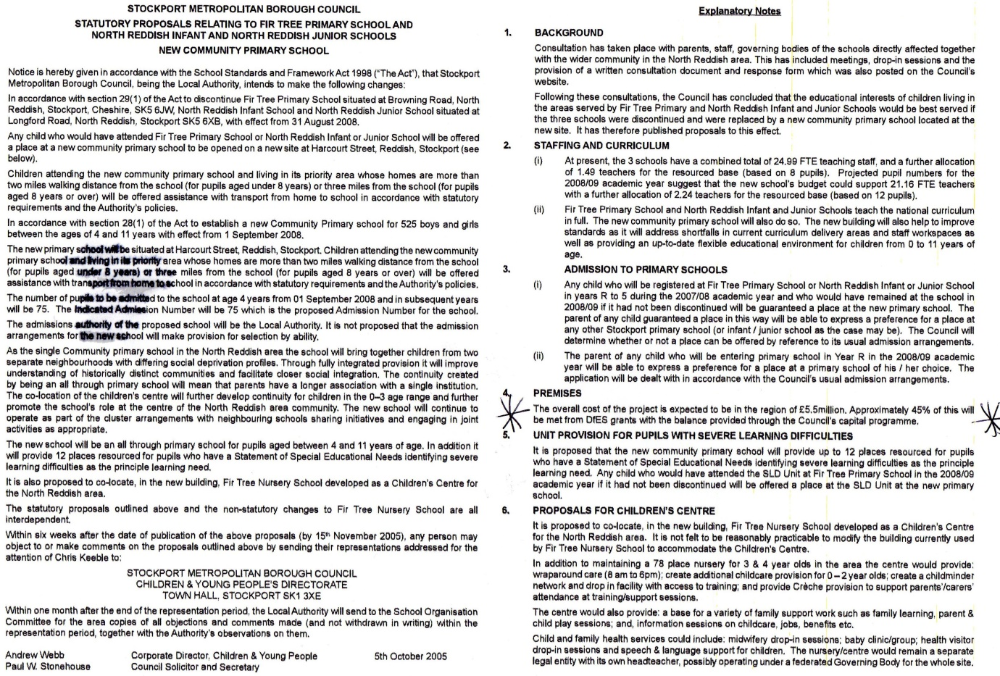 STOCKPORT METROPOLITAN BOROUGH COUNCIL
STATUTORY PROPOSALS RELATING TO FIR TREE PRIMARY SCHOOL AND
NORTH REDDISH INFANT AND NORTH REDDISH JUNIOR SCHOOLS
NEW COMMUNITY PRIMARY SCHOOL
Notice is hereby given in accordance with the School Standards and Framework Act 1998 ("The Act"), that Stockport
Metropolitan Borough Council, being the Local Authority, intends to make the following changes:
In accordance with section 29(1) of the Act to discontinue Fir Tree Primary School situated at Browning Road, North
Reddish, Stockport, Cheshire, SK5 6JW, North Reddish Infant School and North Reddish Junior School situated at
Longford Road, North Reddish, Stockport SK5 6XB, with effect from 31 August 2008.
Any child who would have attended Fir Tree Primary School or North Reddish Infant or Junior School will be offered
a place at a new community primary school to be opened on a new site at Harcourt Street, Reddish, Stockport (see
below).
Children attending the new community primary school and living in its priority area whose homes are more than
two miles walking distance from the school (for pupils aged under 8 years) or three miles from the school (for pupils
aged 8 years or over) will be offered assistance with transport from home to school in accordance with statutory
requirements and the Authority's policies.
In accordance with section 28(1) of the Act to establish a new Community Primary school for 525 boys and girls
between the ages of 4 and 11 years with effect from 1 September 2008.
The new primary school will be situated at Harcourt Street, Reddish, Stockport. Children attending the new community
primary school and living in its priority area whose homes are more than two miles walking distance from the school
(for pupils aged under 8 years) or three miles from the school (for pupils aged 8 years or over) will be offered
assistance with transport from home to school in accordance with statutory requirements and the Authority's policies.
The number of pupils to be admitted to the school at age 4 years from 01 September 2008 and in subsequent years
will be 75. The Indicated Admission Number will be 75 which is the proposed Admission Number for the school.
The admissions authority of the proposed school will be the Local Authority. It is not proposed that the admission
arrangements for the new school will make provision for selection by ability.
As the single Community primary school in the North Reddish area the school will bring together children from two
separate neighbourhoods with differing social deprivation profiles. Through fully integrated provision it will improve
understanding of historically distinct communities and facilitate closer social integration. The continuity created
by being an all through primary school will mean that parents have a longer association with a single institution.
The co-location of the children's centre will further develop continuity for children in the 0–3 age range and further
promote the school's role at the centre of the North Reddish area community. The new school will continue to
operate as part of the cluster arrangements with neighbouring schools sharing initiatives and engaging in joint
activities as appropriate.
The new school will be an all through primary school for pupils aged between 4 and 11 years of age. In addition it
will provide 12 places resourced for pupils who have a Statement of Special Educational Needs identifying severe
learning difficulties as the principle learning need.
It is also proposed to co-locate, in the new building, Fir Tree Nursery School developed as a Children's Centre for
the North Reddish area.
The statutory proposals outlined above and the non-statutory changes to Fir Tree Nursery School are all
interdependent.
Within six weeks after the date of publication of the above proposals (by 15th November 2005), any person may
object to or make comments on the proposals outlined above by sending their representations addressed for the
attention of Chris Keeble to:
STOCKPORT METROPOLITAN BOROUGH COUNCIL
CHILDREN & YOUNG PEOPLE'S DIRECTORATE
TOWN HALL, STOCKPORT SK1 3XE
Within one month after the end of the representation period, the Local Authority will send to the School Organisation
Committee for the area copies of all objections and comments made (and not withdrawn in writing) within the
representation period, together with the Authority's observations on them.
Andrew Webb Corporate Director, Children & Young People 5th October 2005
Paul W. Stonehouse Council Solicitor and Secretary
Explanatory Notes
1. BACKGROUND
Consultation has taken place with parents, staff, governing bodies of the schools directly affected together
with the wider community in the North Reddish area. This has included meetings, drop-in sessions and the
provision of a written consultation document and response form which was also posted on the Council's
website.
Following these consultations, the Council has concluded that the educational interests of children living in
the areas served by Fir Tree Primary and North Reddish Infant and Junior Schools would be best served if
the three schools were discontinued and were replaced by a new community primary school located at the
new site. It has therefore published proposals to this effect.
2. STAFFING AND CURRICULUM
(i) At present, the 3 schools have a combined total of 24.99 FTE teaching staff, and a further allocation
of 1.49 teachers for the resourced base (based on 8 pupils). Projected pupil numbers for the
2008/09 academic year suggest that the new school's budget could support 21.16 FTE teachers
with a further allocation of 2.24 teachers for the resourced base (based on 12 pupils).
(ii) Fir Tree Primary School and North Reddish Infant and Junior Schools teach the national curriculum
in full. The new community primary school will also do so. The new building will also help to improve
standards as it will address shortfalls in current curriculum delivery areas and staff workspaces as
well as providing an up-to-date flexible educational environment for children from 0 to 11 years of
age.
3. ADMISSION TO PRIMARY SCHOOLS
(i) Any child who will be registered at Fir Tree Primary School or North Reddish Infant or Junior School
in years R to 5 during the 2007/08 academic year and who would have remained at the school in
2008/09 if it had not been discontinued will be guaranteed a place at the new primary school. The
parent of any child guaranteed a place in this way will be able to express a preference for a place at
any other Stockport primary school (or infant / junior school as the case may be). The Council will
determine whether or not a place can be offered by reference to its usual admission arrangements.
(ii) The parent of any child who will be entering primary school in Year R in the 2008/09 academic
year will be able to express a preference for a place at a primary school of his / her choice. The
application will be dealt with in accordance with the Council's usual admission arrangements.
4. PREMISES
The overall cost of the project is expected to be in the region of £5.5million. Approximately 45% of this will
be met from DfES grants with the balance provided through the Council's capital programme.
5. UNIT PROVISION FOR PUPILS WITH SEVERE LEARNING DIFFICULTIES
It is proposed that the new community primary school will provide up to 12 places resourced for pupils
who have a Statement of Special Educational Needs identifying severe learning difficulties as the principle
learning need. Any child who would have attended the SLD Unit at Fir Tree Primary School in the 2008/09
academic year if it had not been discontinued will be offered a place at the SLD Unit at the new primary
school.
6. PROPOSALS FOR CHILDREN'S CENTRE
It is proposed to co-locate, in the new building, Fir Tree Nursery School developed as a Children's Centre
for the North Reddish area. It is not felt to be reasonably practicable to modify the building currently used
by Fir Tree Nursery School to accommodate the Children's Centre.
In addition to maintaining a 78 place nursery for 3 & 4 year olds in the area the centre would provide:
wraparound care (8 am to 6pm); create additional childcare provision for 0 – 2 year olds; create a childminder
network and drop in facility with access to training; and provide Crèche provision to support parents'/carers'
attendance at training/support sessions.
The centre would also provide: a base for a variety of family support work such as family learning, parent &
child play sessions; and, information sessions on childcare, jobs, benefits etc.
Child and family health services could include: midwifery drop-in sessions; baby clinic/group; health visitor
drop-in sessions and speech & language support for children. The nursery/centre would remain a separate
legal entity with its own headteacher, possibly operating under a federated Governing Body for the whole site.